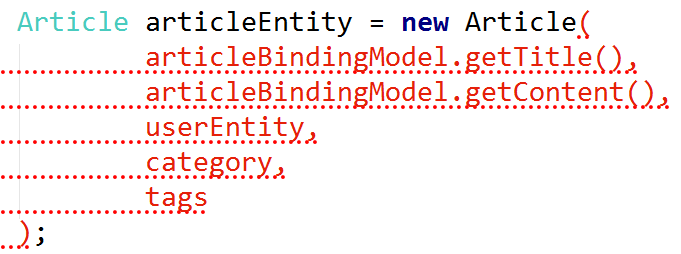 Article articleEntity = new Article(
articleBindingModel.getTitle(),
articleBindingModel.getContent(),
userEntity,
category,
tags
);